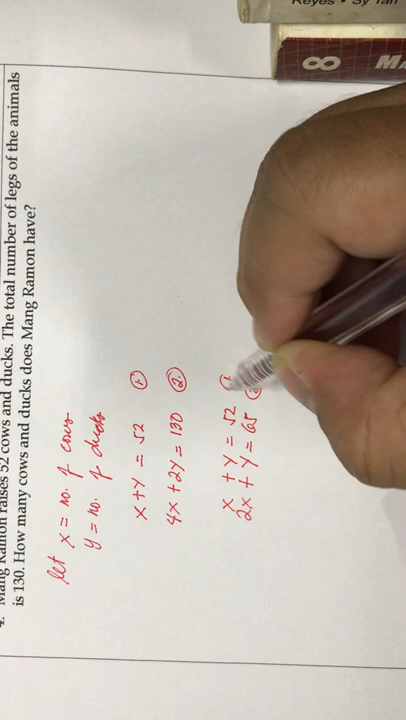 4. Mang Ramon raises 52 cows and ducks. The total number of legs of the animals
is 130. How many cows and ducks does Mang Ramon have?
let x = no. of cows
y = no. of ducks
x + y = 52 ①
4x + 2y = 130 ②
x + y = 52
2x + y = 65
Reyes • Sy
8